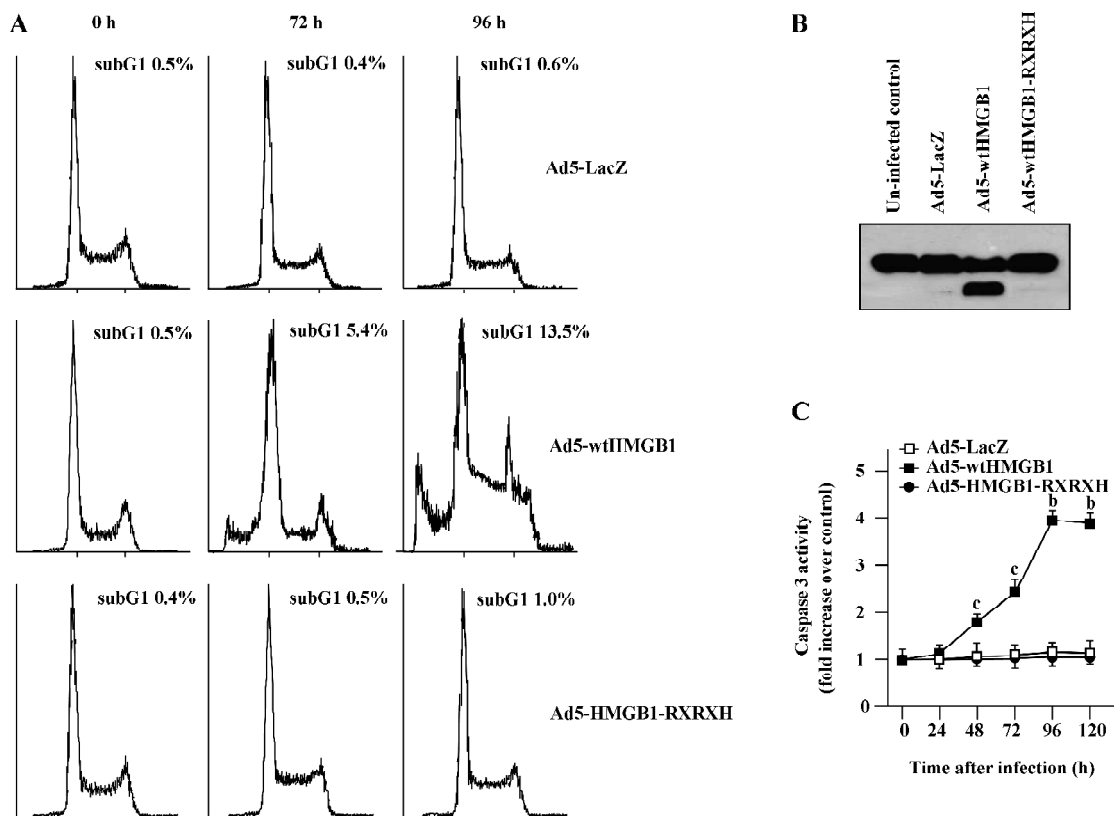 A
0 h 72 h 96 h
subG1 0.5% subG1 0.4% subG1 0.6%
Ad5-LacZ
subG1 0.5% subG1 5.4% subG1 13.5%
Ad5-wtHMGB1
subG1 0.4% subG1 0.5% subG1 1.0%
Ad5-HMGB1-RXRXH
B
Un-infected control
Ad5-LacZ
Ad5-wtHMGB1
Ad5-wtHMGB1-RXRXH
C
Ad5-LacZ
Ad5-wtHMGB1
Ad5-HMGB1-RXRXH
Caspase 3 activity
(fold increase over control)
5
4
3
2
1
0
b b
c
c
0 24 48 72 96 120
Time after infection (h)